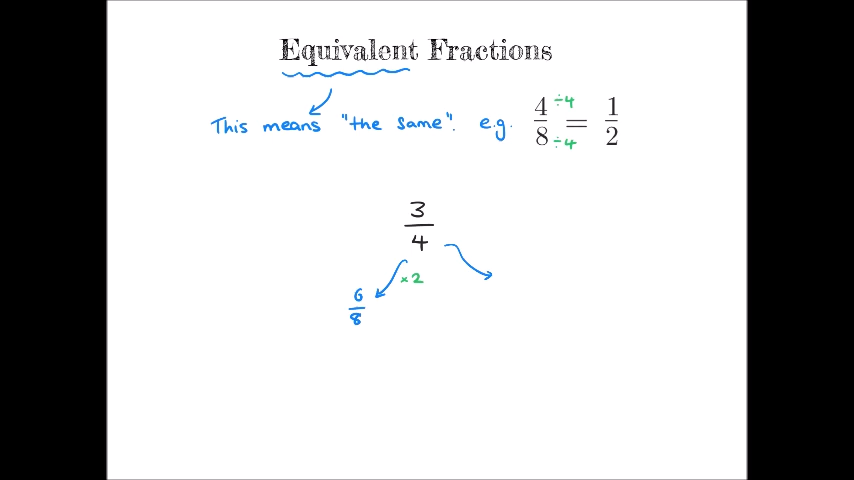 Equivalent Fractions
This means "the same". e.g. 4/8 ÷4 ÷4 = 1/2
3/4
×2
6/8